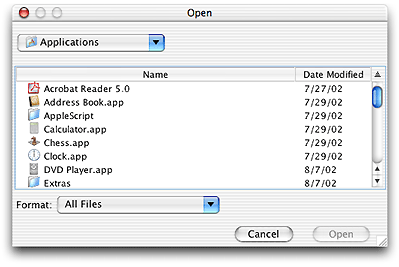 Open
Applications
Name Date Modified
Acrobat Reader 5.0 7/27/02
Address Book.app 7/29/02
AppleScript 7/29/02
Calculator.app 7/29/02
Chess.app 7/29/02
Clock.app 7/29/02
DVD Player.app 8/7/02
Extras 8/7/02
Format: All Files
Cancel Open